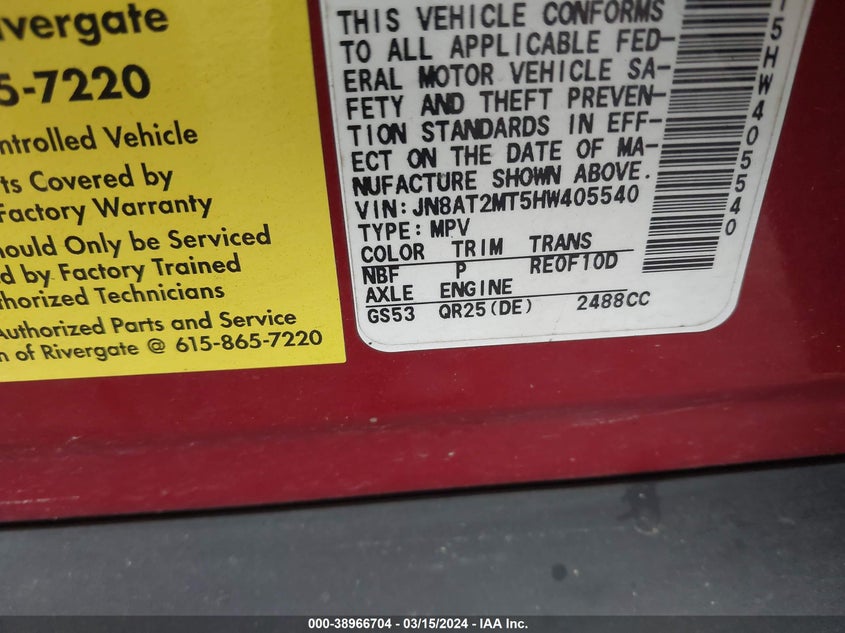 ivergate
5-7220
ntrolled Vehicle
ts Covered by
Factory Warranty
hould Only be Serviced
d by Factory Trained
thorized Technicians
Authorized Parts and Service
n of Rivergate @ 615-865-7220
THIS VEHICLE CONFORMS
TO ALL APPLICABLE FED-
ERAL MOTOR VEHICLE SA-
FETY AND THEFT PREVEN-
TION STANDARDS IN EFF-
ECT ON THE DATE OF MA-
NUFACTURE SHOWN ABOVE.
VIN: JN8AT2MT5HW405540
TYPE: MPV
COLOR TRIM TRANS
NBF P RE0F10D
AXLE ENGINE
GS53 QR25(DE) 2488CC
T5HW405540
000-38966704 - 03/15/2024 - IAA Inc.